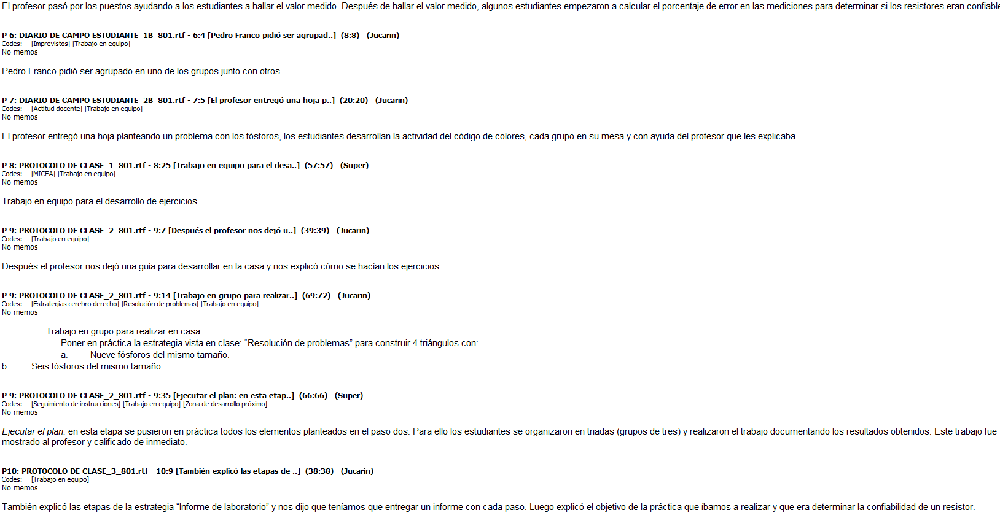 El profesor pasó por los puestos ayudando a los estudiantes a hallar el valor medido. Después de hallar el valor medido, algunos estudiantes empezaron a calcular el porcentaje de error en las mediciones para determinar si los resistores eran
P 6: DIARIO DE CAMPO ESTUDIANTE_1B_801.rtf - 6:4 [Pedro Franco pidió ser agrupad..] (8:8) (Jucarin)
Codes: [Imprevistos] [Trabajo en equipo]
No memos
Pedro Franco pidió ser agrupado en uno de los grupos junto con otros.
P 7: DIARIO DE CAMPO ESTUDIANTE_2B_801.rtf - 7:5 [El profesor entregó una hoja p..] (20:20) (Jucarin)
Codes: [Actitud docente] [Trabajo en equipo]
No memos
El profesor entregó una hoja planteando un problema con los fósforos, los estudiantes desarrollan la actividad del código de colores, cada grupo en su mesa y con ayuda del profesor que les explicaba.
P 8: PROTOCOLO DE CLASE_1_801.rtf - 8:25 [Trabajo en equipo para el desa..] (57:57) (Super)
Codes: [MICEA] [Trabajo en equipo]
No memos
Trabajo en equipo para el desarrollo de ejercicios.
P 9: PROTOCOLO DE CLASE_2_801.rtf - 9:7 [Después el profesor nos dejó u..] (39:39) (Jucarin)
Codes: [Trabajo en equipo]
No memos
Después el profesor nos dejó una guía para desarrollar en la casa y nos explicó cómo se hacían los ejercicios.
P 9: PROTOCOLO DE CLASE_2_801.rtf - 9:14 [Trabajo en grupo para realizar..] (69:72) (Jucarin)
Codes: [Estrategias cerebro derecho] [Resolución de problemas] [Trabajo en equipo]
No memos
Trabajo en grupo para realizar en casa:
Poner en práctica la estrategia vista en clase: “Resolución de problemas” para construir 4 triángulos con:
a. Nueve fósforos del mismo tamaño.
b. Seis fósforos del mismo tamaño.
P 9: PROTOCOLO DE CLASE_2_801.rtf - 9:35 [Ejecutar el plan: en esta etap..] (66:66) (Super)
Codes: [Seguimiento de instrucciones] [Trabajo en equipo] [Zona de desarrollo próximo]
No memos
Ejecutar el plan: en esta etapa se pusieron en práctica todos los elementos planteados en el paso dos. Para ello los estudiantes se organizaron en triadas (grupos de tres) y realizaron el trabajo documentando los resultados obtenidos. Este trabajo fue
mostrado al profesor y calificado de inmediato.
P10: PROTOCOLO DE CLASE_3_801.rtf - 10:9 [También explicó las etapas de ..] (38:38) (Jucarin)
Codes: [Trabajo en equipo]
No memos
También explicó las etapas de la estrategia “Informe de laboratorio” y nos dijo que teníamos que entregar un informe con cada paso. Luego explicó el objetivo de la práctica que íbamos a realizar y que era determinar la confiabilidad de un resistor.